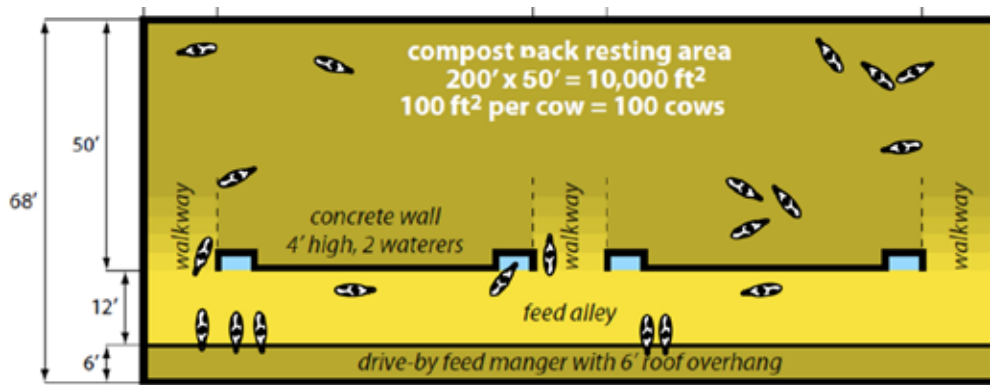 compost pack resting area
200’ x 50’ = 10,000 ft²
100 ft² per cow = 100 cows
50’
68’
walkway
concrete wall
4’ high, 2 waterers
walkway
walkway
12’
feed alley
6’
drive-by feed manger with 6’ roof overhang